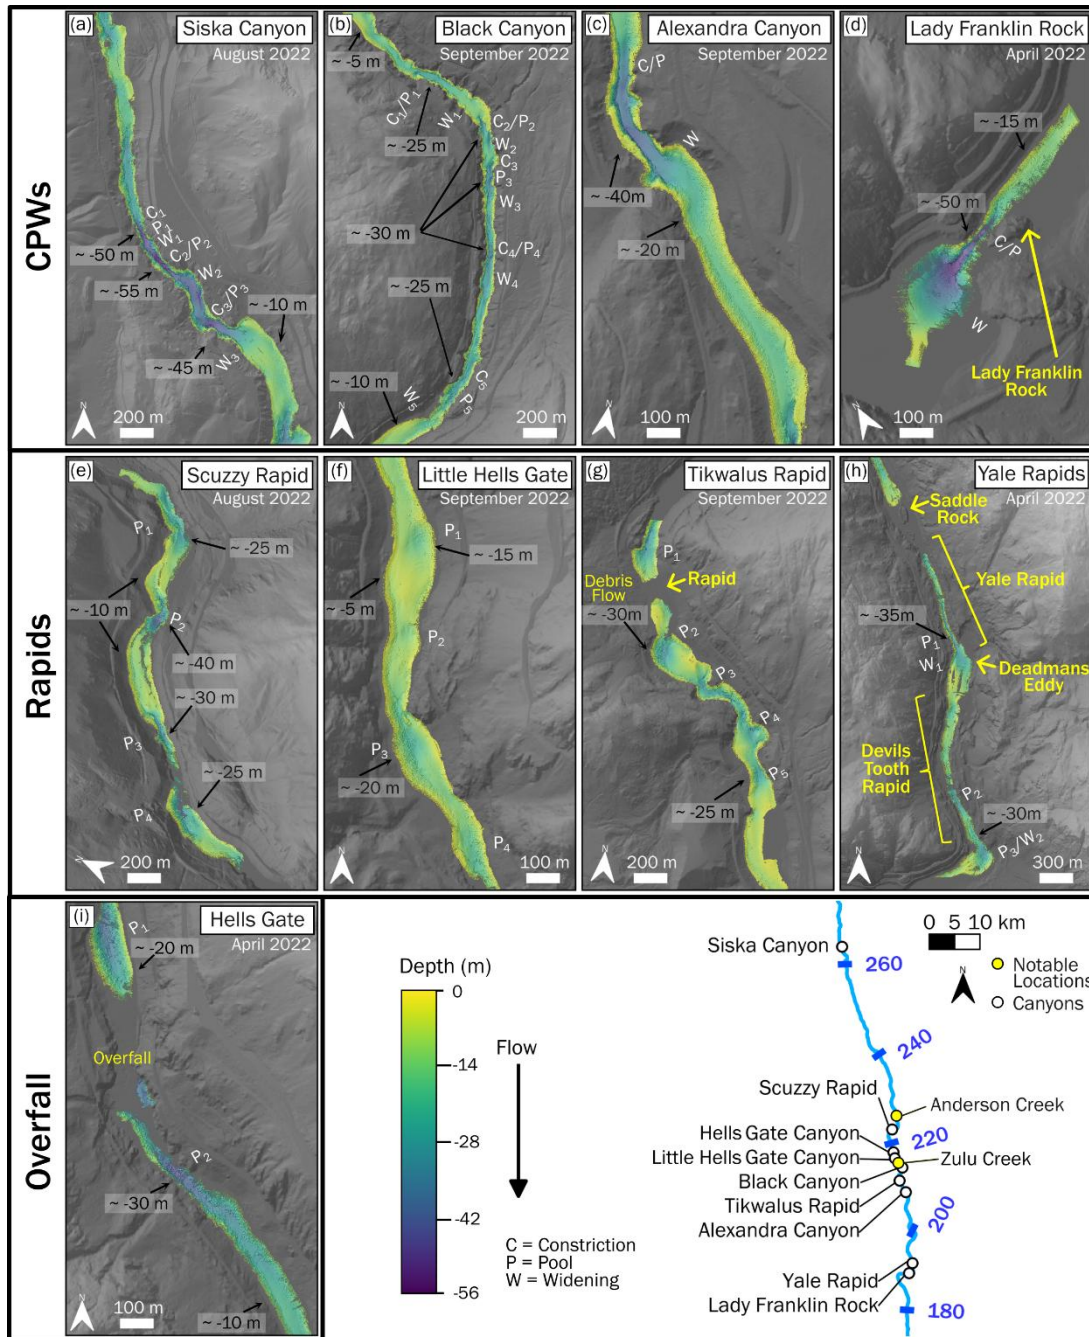 CPWs
(a)
Siska Canyon
August 2022
C₁
P₁
W₁
C₂/P₂
~ -50 m
W₂
~ -55 m
C₃/P₃
~ -10 m
~ -45 m
W₃
N
200 m
(b)
Black Canyon
September 2022
~ -5 m
C₁/P₁
W₁
~ -25 m
C₂/P₂
W₂
C₃
P₃
W₃
~ -30 m
C₄/P₄
W₄
~ -25 m
C₅
~ -10 m
W₅
P₅
N
200 m
(c)
Alexandra Canyon
September 2022
C/P
W
~ -40m
~ -20 m
N
100 m
(d)
Lady Franklin Rock
April 2022
~ -15 m
~ -50 m
C/P
W
Lady Franklin
Rock
N
100 m
Rapids
(e)
Scuzzy Rapid
August 2022
P₁
~ -25 m
~ -10 m
P₂
~ -40 m
~ -30 m
P₃
~ -25 m
P₄
N
200 m
(f)
Little Hells Gate
September 2022
P₁
~ -15 m
~ -5 m
P₂
P₃
~ -20 m
P₄
N
100 m
(g)
Tikwalus Rapid
September 2022
P₁
Debris
Flow
Rapid
~ -30m
P₂
P₃
P₄
P₅
~ -25 m
N
200 m
(h)
Yale Rapids
April 2022
Saddle
Rock
Yale Rapid
~ -35m
P₁
W₁
Deadmans
Eddy
Devils
Tooth
Rapid
P₂
~ -30m
P₃/W₂
N
300 m
Overfall
(i)
Hells Gate
April 2022
P₁
~ -20 m
Overfall
P₂
~ -30 m
~ -10 m
N
100 m
Depth (m)
0
-14
-28
-42
-56
Flow
C = Constriction
P = Pool
W = Widening
0 5 10 km
N
Notable
Locations
Canyons
Siska Canyon
260
240
Scuzzy Rapid
Anderson Creek
220
Hells Gate Canyon
Little Hells Gate Canyon
Zulu Creek
Black Canyon
Tikwalus Rapid
Alexandra Canyon
200
Yale Rapid
Lady Franklin Rock
180